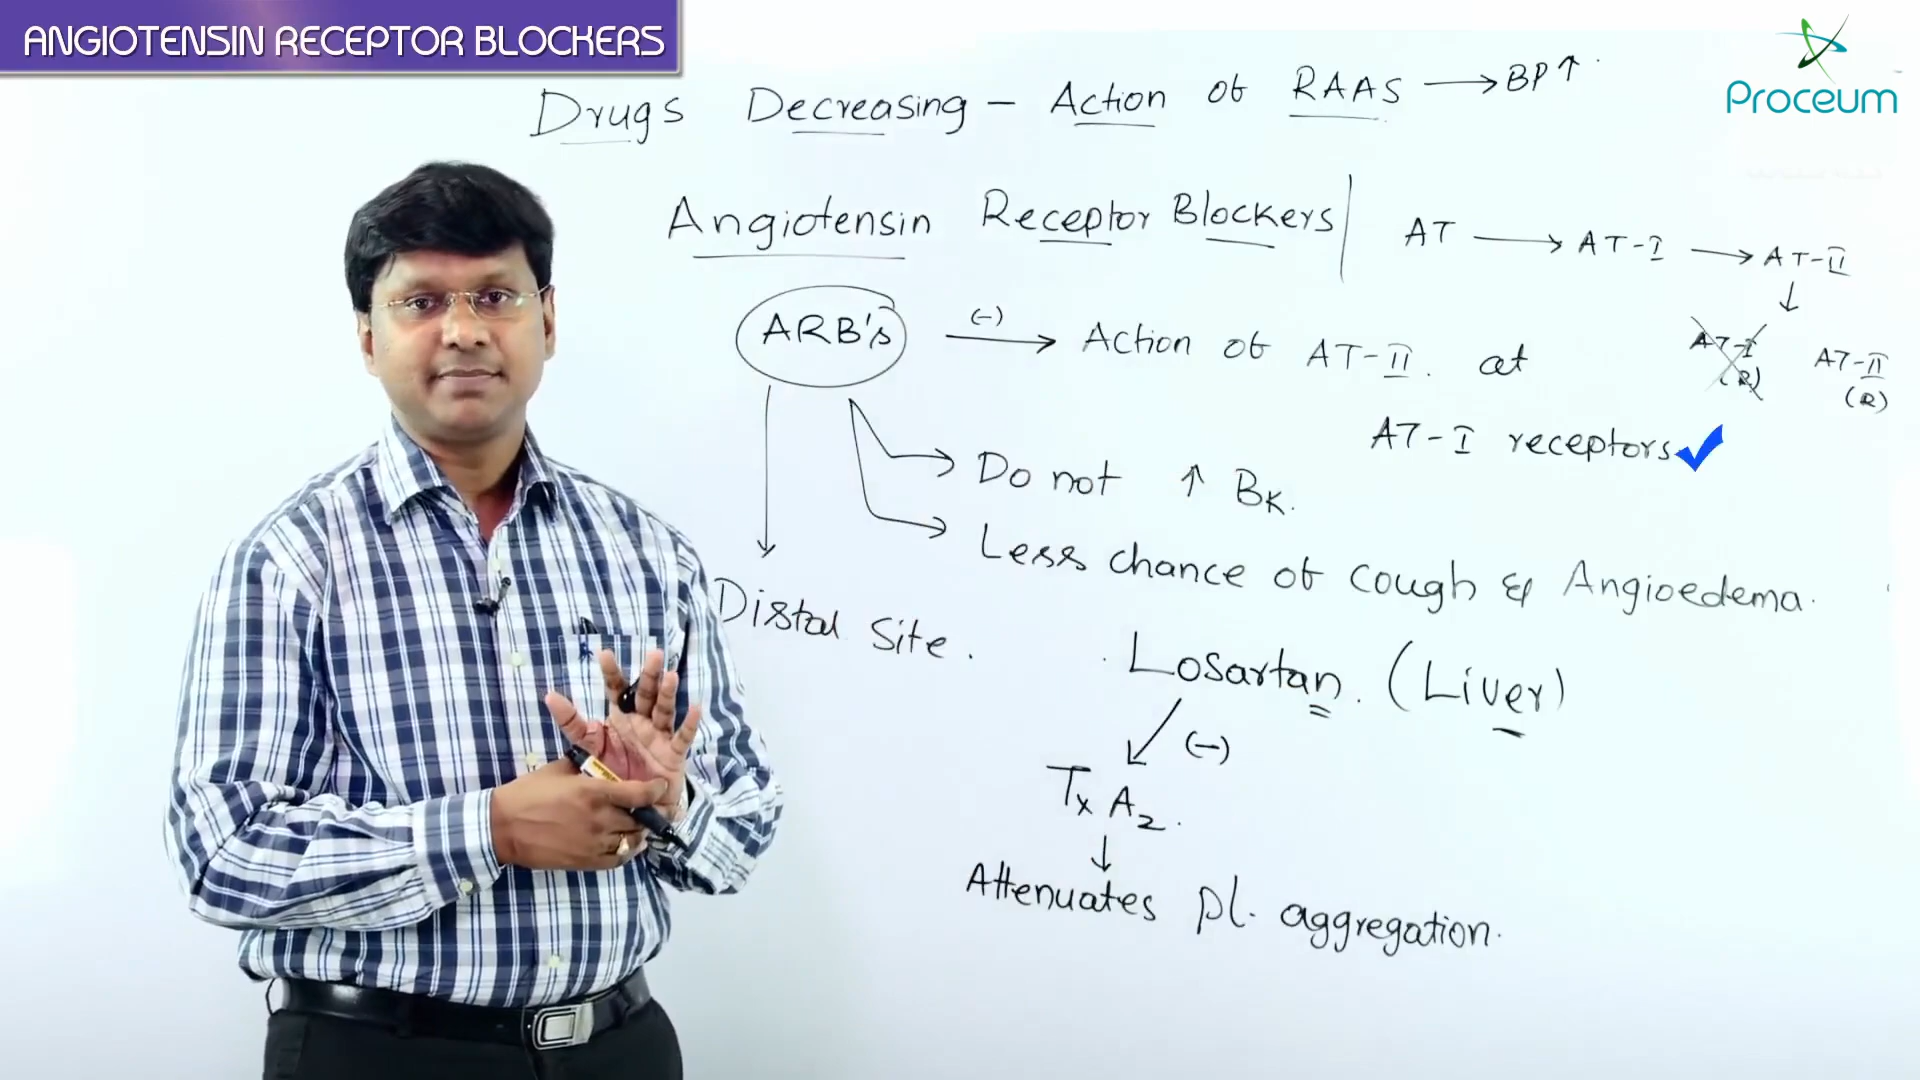 ANGIOTENSIN RECEPTOR BLOCKERS
Proceum
Drugs Decreasing – Action of RAAS → BP↑
Angiotensin Receptor Blockers
AT → AT-I → AT-II
↓
AT-I (R)
AT-II (R)
ARB's (-) → Action of AT-II. at
AT-I receptors
→ Do not ↑ BK.
→ Less chance of cough & Angioedema.
Distal Site.
Losartan. (Liver)
(-)
TxA2.
↓
Attenuates pl. aggregation.